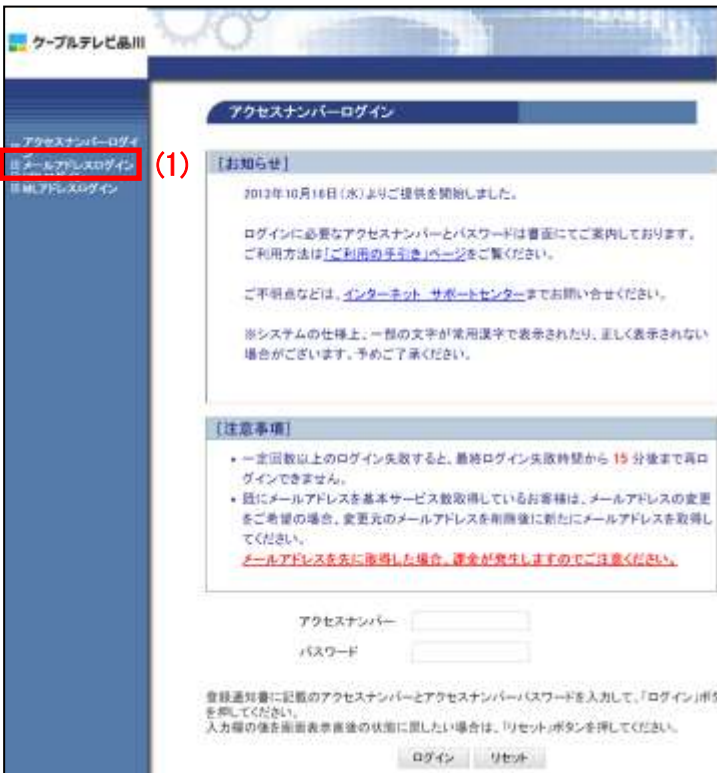 ケーブルテレビ品川
アクセスナンバーログイン
アクセスナンバーログイ
メールアドレスログイン
(1)
MLアドレスログイン
[お知らせ]
2013年10月16日(水)よりご提供を開始しました。
ログインに必要なアクセスナンバーとパスワードは書面にてご案内しております。
ご利用方法は「ご利用の手引き」ページをご覧ください。
ご不明点などは、インターネット サポートセンターまでお問い合せください。
※システムの仕様上、一部の文字が常用漢字で表示されたり、正しく表示されない
場合がございます。予めご了承ください。
[注意事項]
・一定回数以上のログイン失敗すると、最終ログイン失敗時間から 15 分後まで再ロ
グインできません。
・既にメールアドレスを基本サービス数取得しているお客様は、メールアドレスの変更
をご希望の場合、変更元のメールアドレスを削除後に新たにメールアドレスを取得し
てください。
メールアドレスを先に取得した場合、課金が発生しますのでご注意ください。
アクセスナンバー
パスワード
登録通知書に記載のアクセスナンバーとアクセスナンバーパスワードを入力して、「ログイン」ボタ
を押してください。
入力欄の値を画面表示直後の状態に戻したい場合は、「リセット」ボタンを押してください。
ログイン リセット